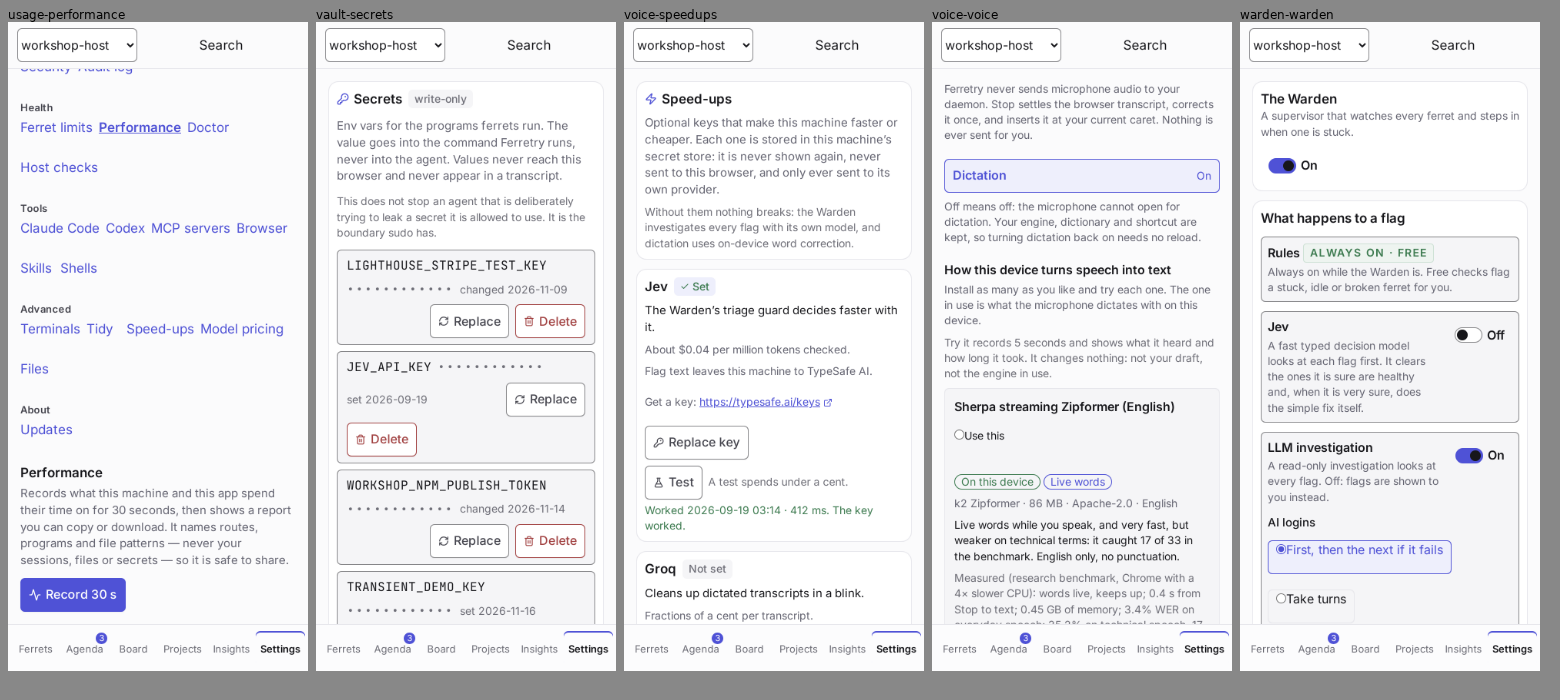 usage-performance
workshop-host
Search
Security Audit log
Health
Ferret limits Performance Doctor
Host checks
Tools
Claude Code Codex MCP servers Browser
Skills Shells
Advanced
Terminals Tidy Speed-ups Model pricing
Files
About
Updates
Performance
Records what this machine and this app spend
their time on for 30 seconds, then shows a report
you can copy or download. It names routes,
programs and file patterns — never your
sessions, files or secrets — so it is safe to share.
Record 30 s
3
Ferrets Agenda Board Projects Insights Settings
vault-secrets
workshop-host
Search
Secrets write-only
Env vars for the programs ferrets run. The
value goes into the command Ferretry runs,
never into the agent. Values never reach this
browser and never appear in a transcript.
This does not stop an agent that is deliberately
trying to leak a secret it is allowed to use. It is the
boundary sudo has.
LIGHTHOUSE_STRIPE_TEST_KEY
•••••••••••• changed 2026-11-09
Replace Delete
JEV_API_KEY ••••••••••••
set 2026-09-19 Replace
Delete
WORKSHOP_NPM_PUBLISH_TOKEN
•••••••••••• changed 2026-11-14
Replace Delete
TRANSIENT_DEMO_KEY
•••••••••••• set 2026-11-16
3
Ferrets Agenda Board Projects Insights Settings
voice-speedups
workshop-host
Search
Speed-ups
Optional keys that make this machine faster or
cheaper. Each one is stored in this machine's
secret store: it is never shown again, never
sent to this browser, and only ever sent to its
own provider.
Without them nothing breaks: the Warden
investigates every flag with its own model, and
dictation uses on-device word correction.
Jev ✓ Set
The Warden's triage guard decides faster with
it.
About $0.04 per million tokens checked.
Flag text leaves this machine to TypeSafe AI.
Get a key: https://typesafe.ai/keys
Replace key
Test A test spends under a cent.
Worked 2026-09-19 03:14 · 412 ms. The key
worked.
Groq Not set
Cleans up dictated transcripts in a blink.
Fractions of a cent per transcript.
3
Ferrets Agenda Board Projects Insights Settings
voice-voice
workshop-host
Search
Ferretry never sends microphone audio to your
daemon. Stop settles the browser transcript, corrects
it once, and inserts it at your current caret. Nothing is
ever sent for you.
Dictation On
Off means off: the microphone cannot open for
dictation. Your engine, dictionary and shortcut are
kept, so turning dictation back on needs no reload.
How this device turns speech into text
Install as many as you like and try each one. The one
in use is what the microphone dictates with on this
device.
Try it records 5 seconds and shows what it heard and
how long it took. It changes nothing: not your draft,
not the engine in use.
Sherpa streaming Zipformer (English)
Use this
On this device Live words
k2 Zipformer · 86 MB · Apache-2.0 · English
Live words while you speak, and very fast, but
weaker on technical terms: it caught 17 of 33 in
the benchmark. English only, no punctuation.
Measured (research benchmark, Chrome with a
4× slower CPU): words live, keeps up; 0.4 s from
Stop to text; 0.45 GB of memory; 3.4% WER on
3
Ferrets Agenda Board Projects Insights Settings
warden-warden
workshop-host
Search
The Warden
A supervisor that watches every ferret and steps in
when one is stuck.
On
What happens to a flag
Rules ALWAYS ON · FREE
Always on while the Warden is. Free checks flag
a stuck, idle or broken ferret for you.
Jev
Off
A fast typed decision model
looks at each flag first. It clears
the ones it is sure are healthy
and, when it is very sure, does
the simple fix itself.
LLM investigation
On
A read-only investigation looks at
every flag. Off: flags are shown to
you instead.
AI logins
First, then the next if it fails
Take turns
3
Ferrets Agenda Board Projects Insights Settings